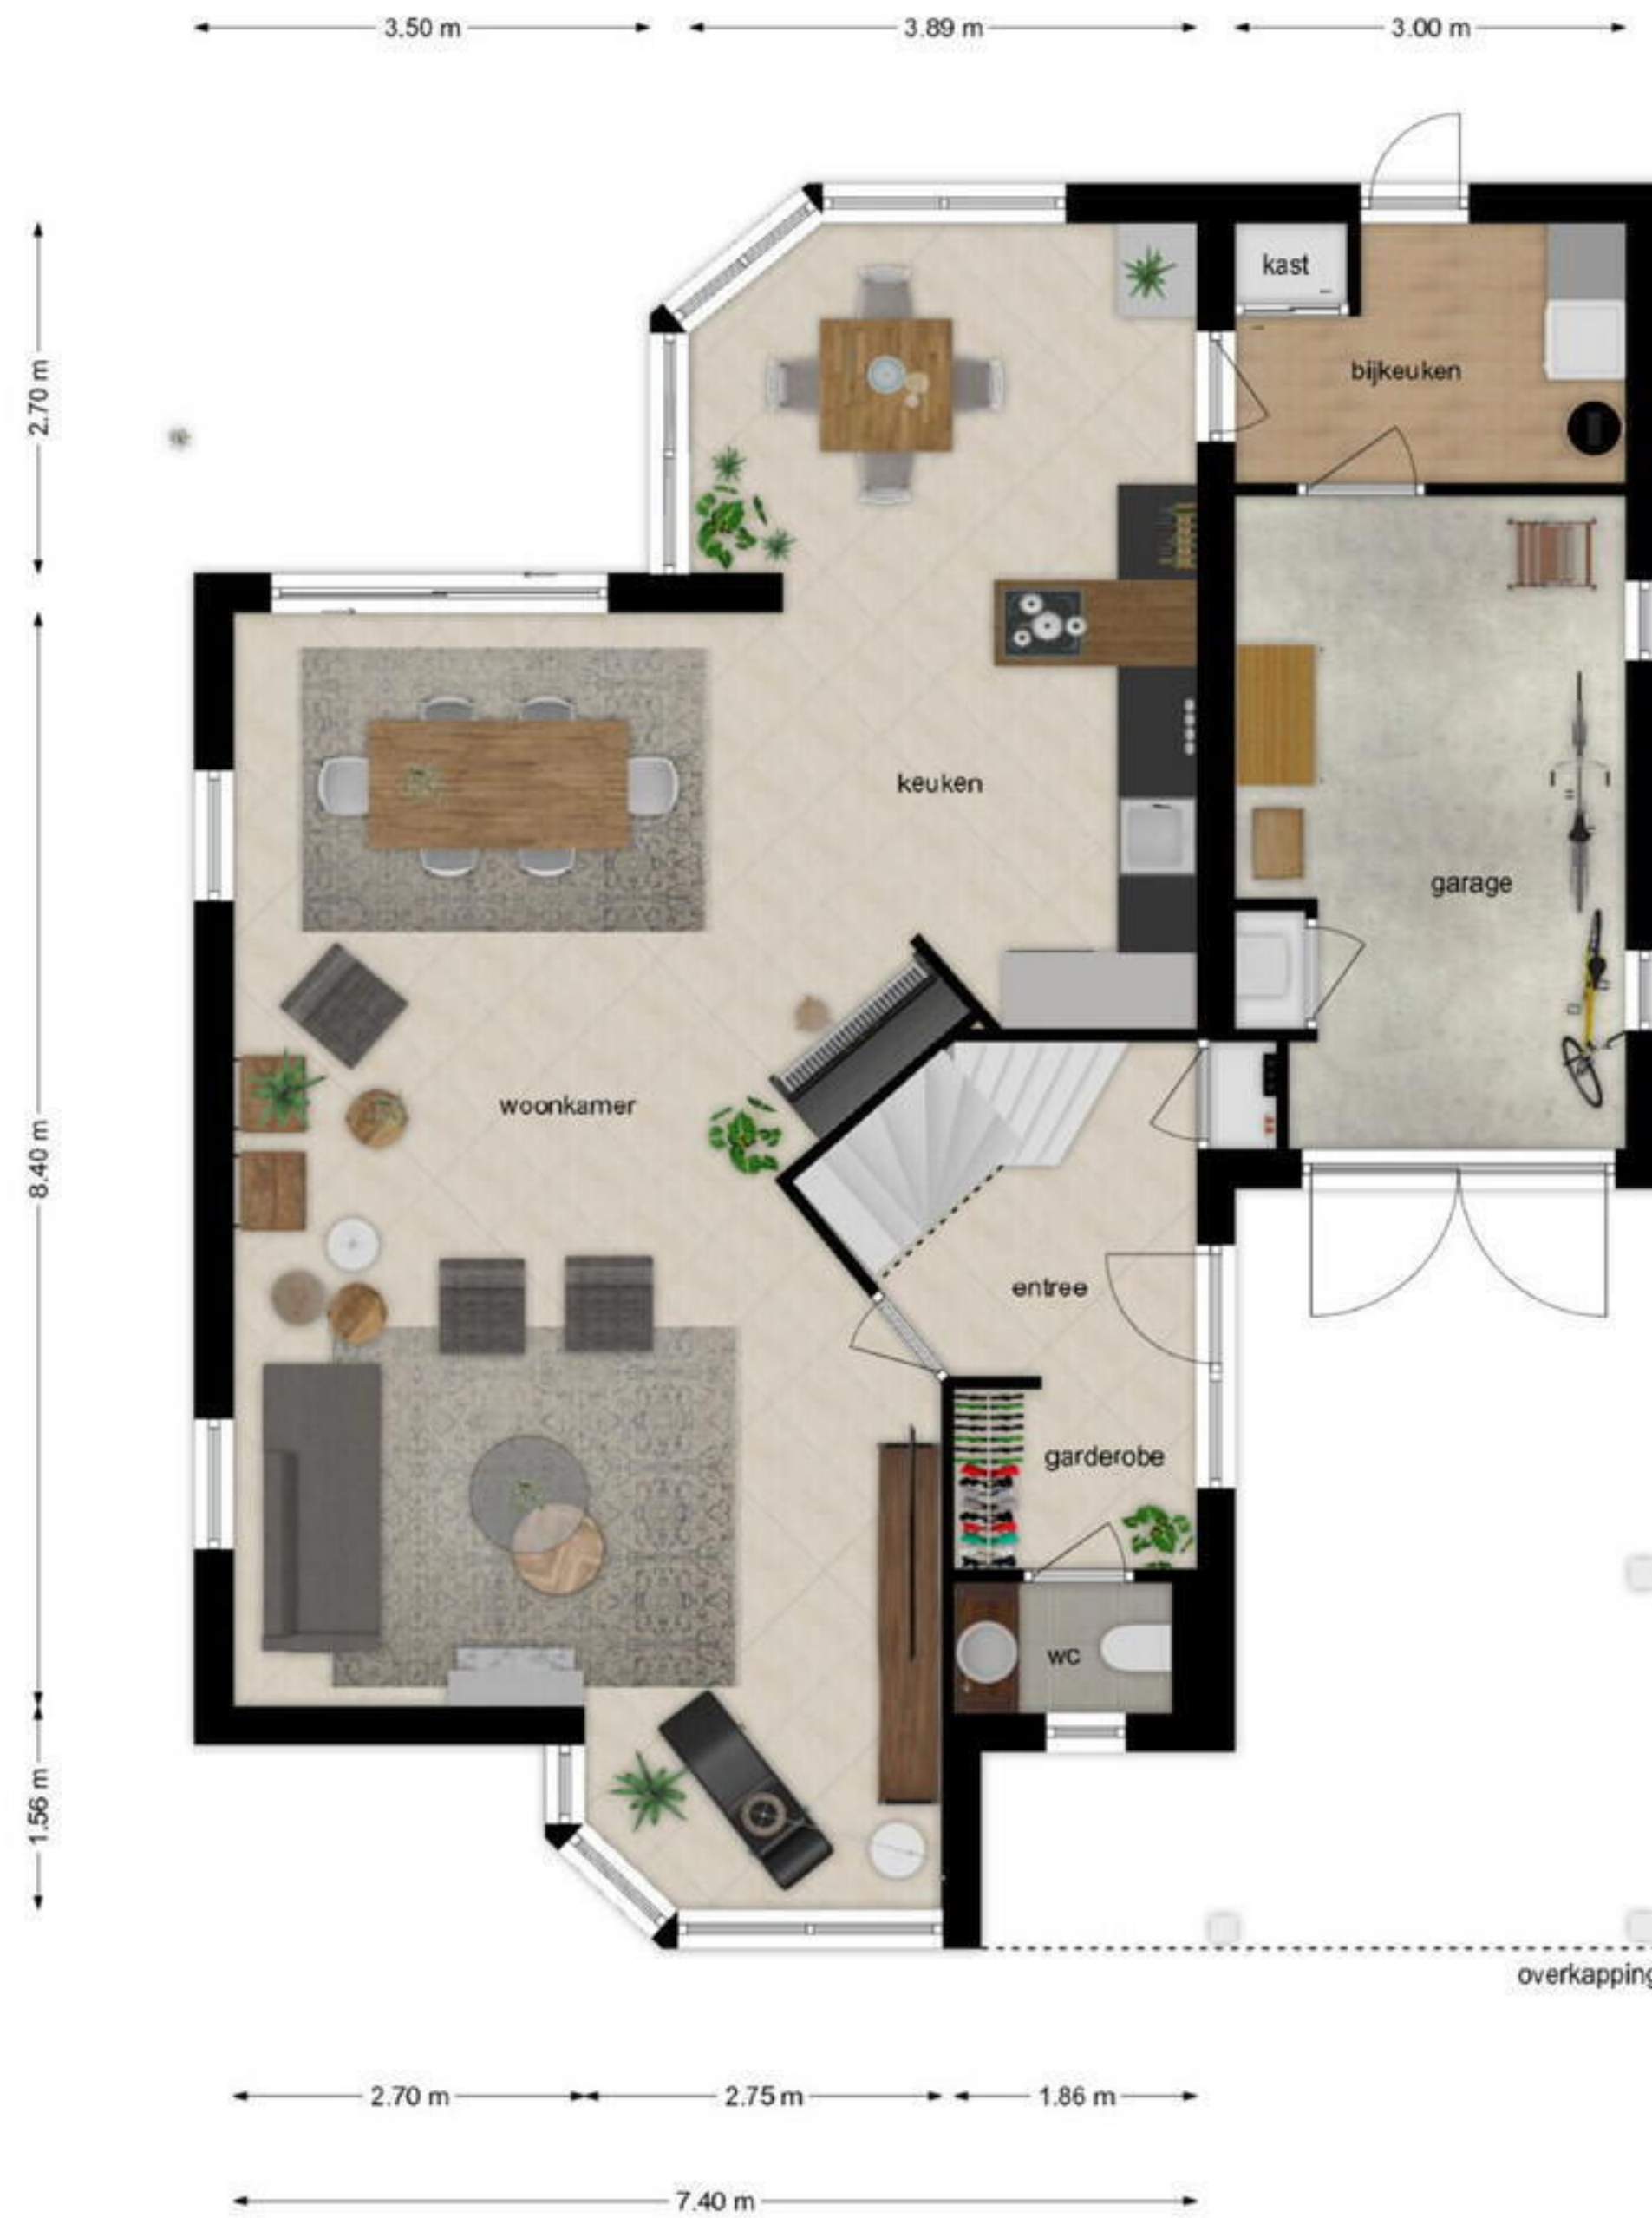 3.50 m
3.89 m
3.00 m
kast
bijkeuken
2.70 m
keuken
garage
woonkamer
8.40 m
entree
garderobe
wc
1.56 m
overkapping
2.70 m
2.75 m
1.86 m
7.40 m